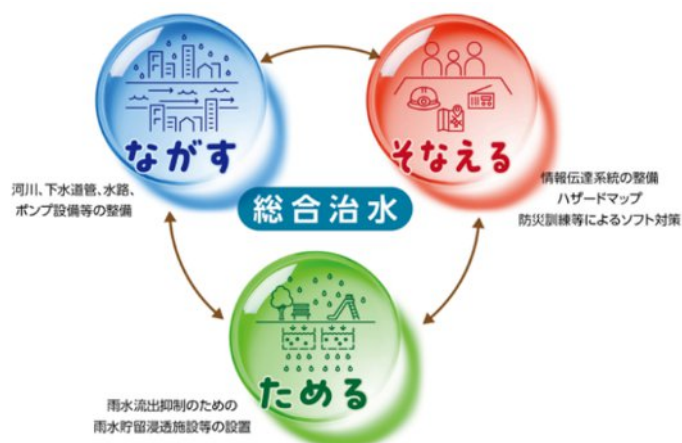 ながす
そなえる
河川、下水道管、水路、
ポンプ設備等の整備
総合治水
情報伝達系統の整備
ハザードマップ
防災訓練等によるソフト対策
ためる
雨水流出抑制のための
雨水貯留浸透施設等の設置